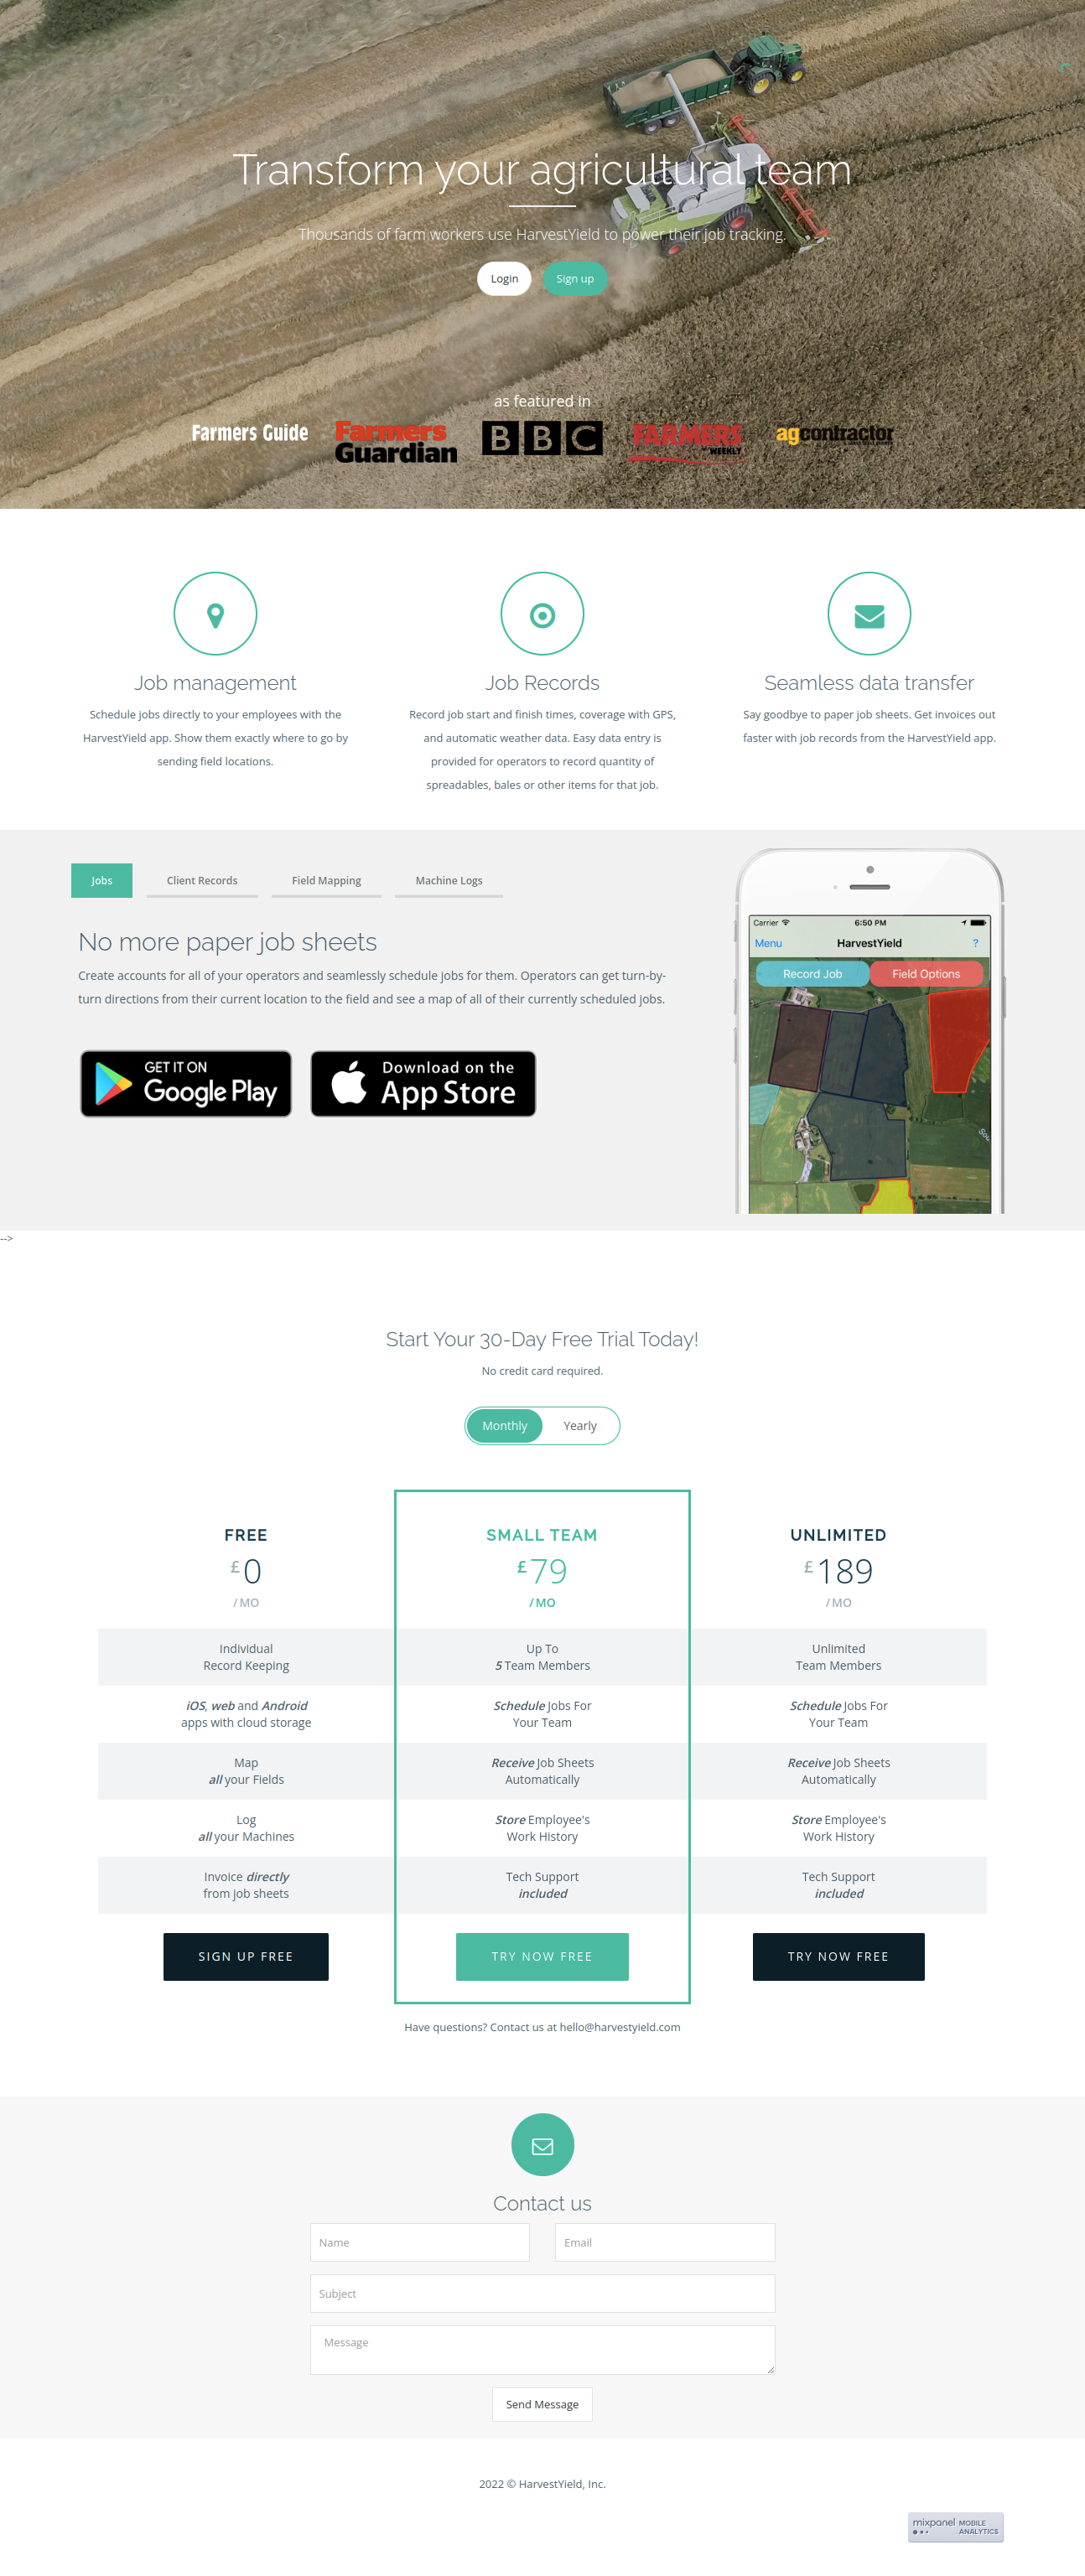 Transform your agricultural team
Thousands of farm workers use HarvestYield to power their job tracking.
Login
Sign up
as featured in
Farmers Guide
Farmers
Guardian
BBC
FARMERS
WEEKLY
agcontractor
Job management
Schedule jobs directly to your employees with the
HarvestYield app. Show them exactly where to go by
sending field locations.
Job Records
Record job start and finish times, coverage with GPS,
and automatic weather data. Easy data entry is
provided for operators to record quantity of
spreadables, bales or other items for that job.
Seamless data transfer
Say goodbye to paper job sheets. Get invoices out
faster with job records from the HarvestYield app.
Jobs
Client Records
Field Mapping
Machine Logs
No more paper job sheets
Create accounts for all of your operators and seamlessly schedule jobs for them. Operators can get turn-by-
turn directions from their current location to the field and see a map of all of their currently scheduled jobs.
GET IT ON
Google Play
Download on the
App Store
Carrier 6:50 PM
Menu HarvestYield ?
Record Job Field Options
-->
Start Your 30-Day Free Trial Today!
No credit card required.
Monthly Yearly
FREE
£0
/ MO
Individual
Record Keeping
iOS, web and Android
apps with cloud storage
Map
all your Fields
Log
all your Machines
Invoice directly
from job sheets
SIGN UP FREE
SMALL TEAM
£79
/ MO
Up To
5 Team Members
Schedule Jobs For
Your Team
Receive Job Sheets
Automatically
Store Employee's
Work History
Tech Support
included
TRY NOW FREE
UNLIMITED
£189
/ MO
Unlimited
Team Members
Schedule Jobs For
Your Team
Receive Job Sheets
Automatically
Store Employee's
Work History
Tech Support
included
TRY NOW FREE
Have questions? Contact us at hello@harvestyield.com
Contact us
Name
Email
Subject
Message
Send Message
2022 © HarvestYield, Inc.
mixpanel MOBILE
ANALYTICS